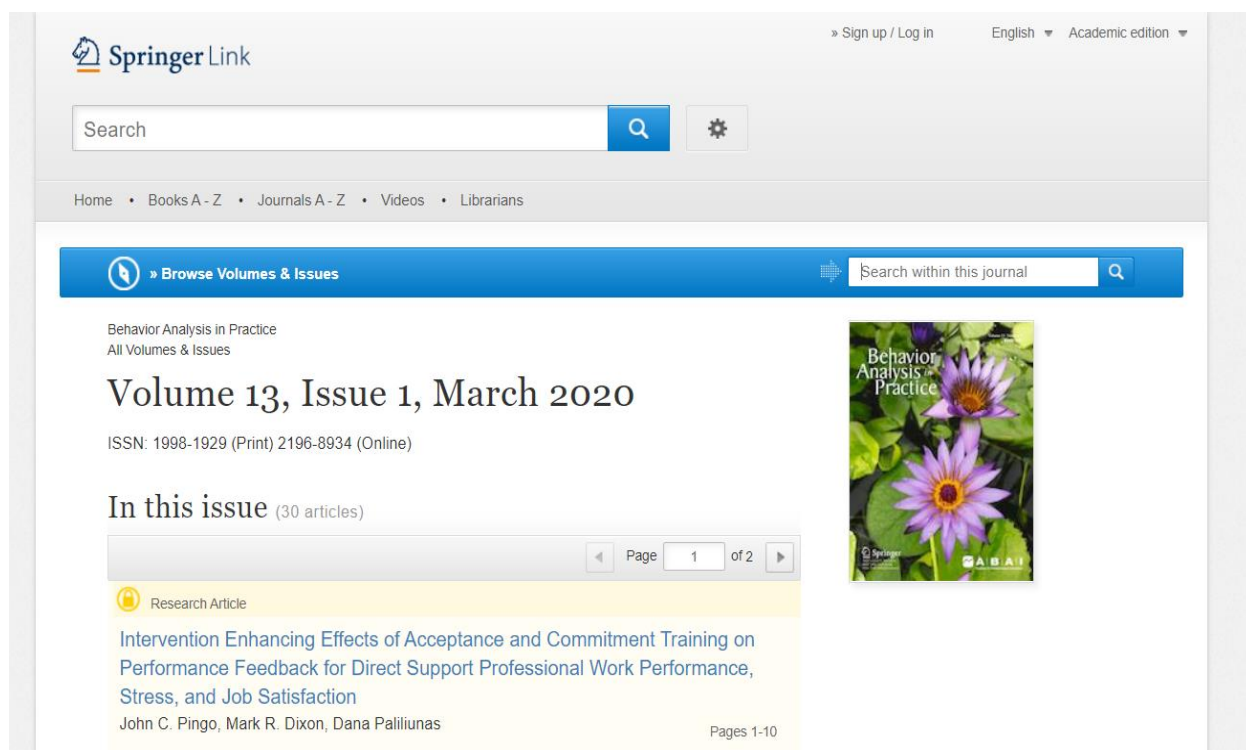 » Sign up / Log in English Academic edition
Springer Link
Search
Home • Books A - Z • Journals A - Z • Videos • Librarians
» Browse Volumes & Issues
Search within this journal
Behavior Analysis in Practice
All Volumes & Issues
Volume 13, Issue 1, March 2020
ISSN: 1998-1929 (Print) 2196-8934 (Online)
In this issue (30 articles)
Page 1 of 2
Research Article
Intervention Enhancing Effects of Acceptance and Commitment Training on
Performance Feedback for Direct Support Professional Work Performance,
Stress, and Job Satisfaction
John C. Pingo, Mark R. Dixon, Dana Paliliunas
Pages 1-10
Behavior
Analysis in
Practice
Springer
ABAI